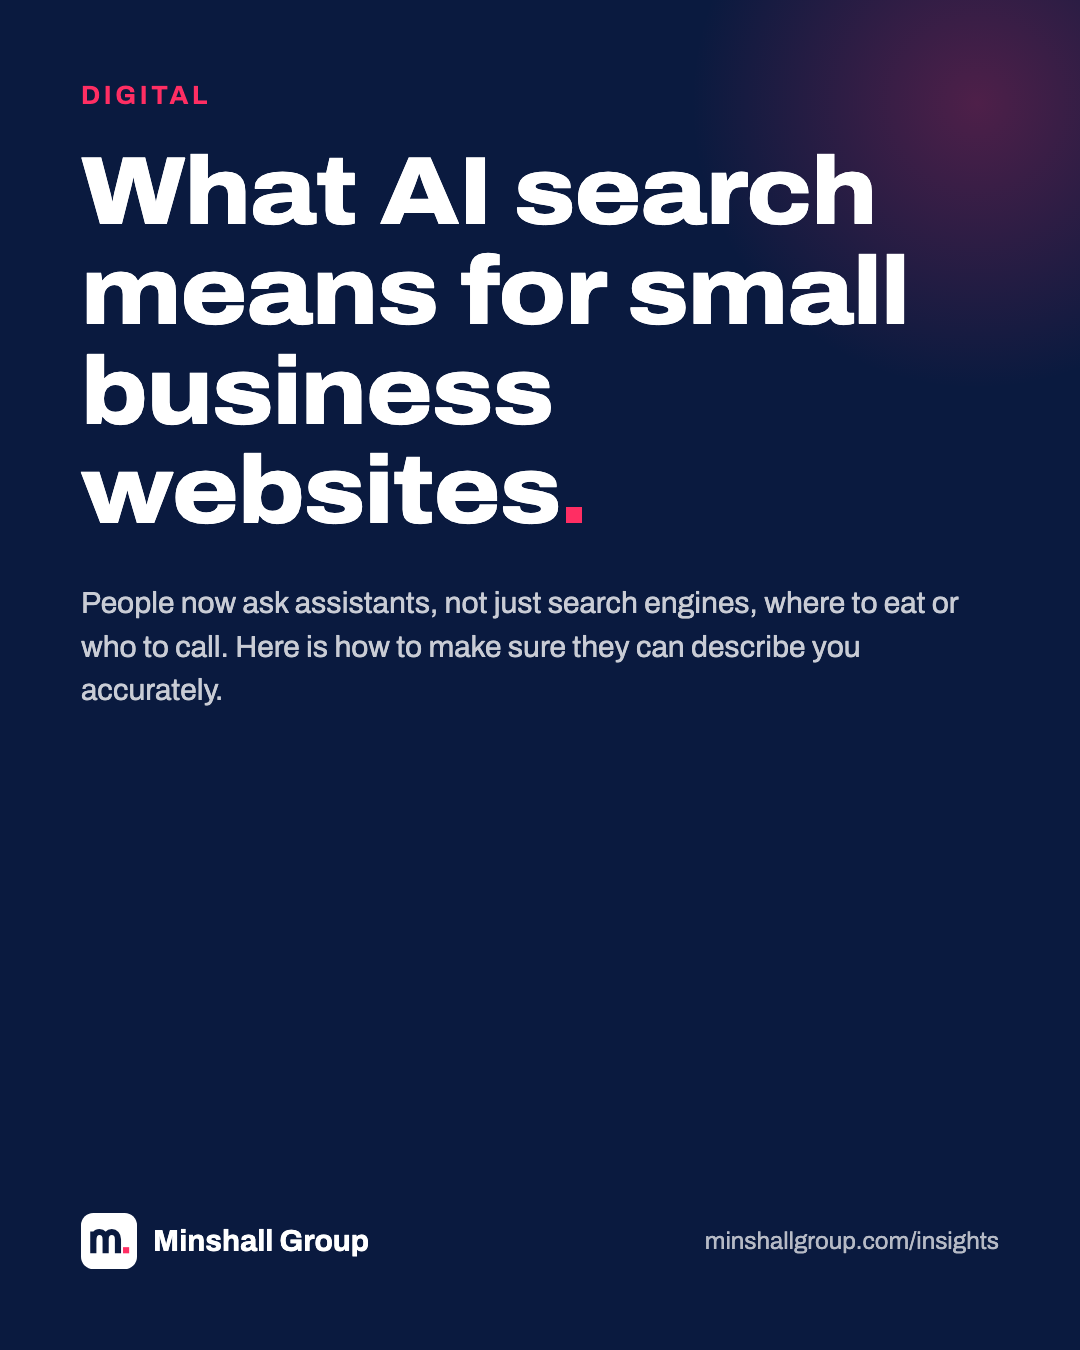 DIGITAL
What AI search
means for small
business
websites.
People now ask assistants, not just search engines, where to eat or
who to call. Here is how to make sure they can describe you
accurately.
m. Minshall Group
minshallgroup.com/insights